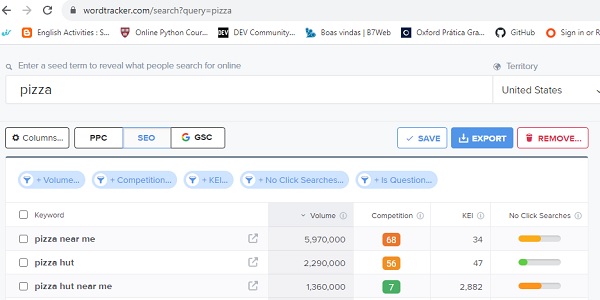 wordtracker.com/search?query=pizza
English Activities : S... Online Python Cour... DEV Community... Boas vindas | B7Web Oxford Prática Gra... GitHub Sign in or R
Enter a seed term to reveal what people search for online Territory
pizza United States
Columns... PPC SEO GSC SAVE EXPORT REMOVE...
+ Volume... + Competition... + KEI... + No Click Searches... + Is Question...
Keyword Volume Competition KEI No Click Searches
pizza near me 5,970,000 68 34
pizza hut 2,290,000 56 47
pizza hut near me 1,360,000 7 2,882